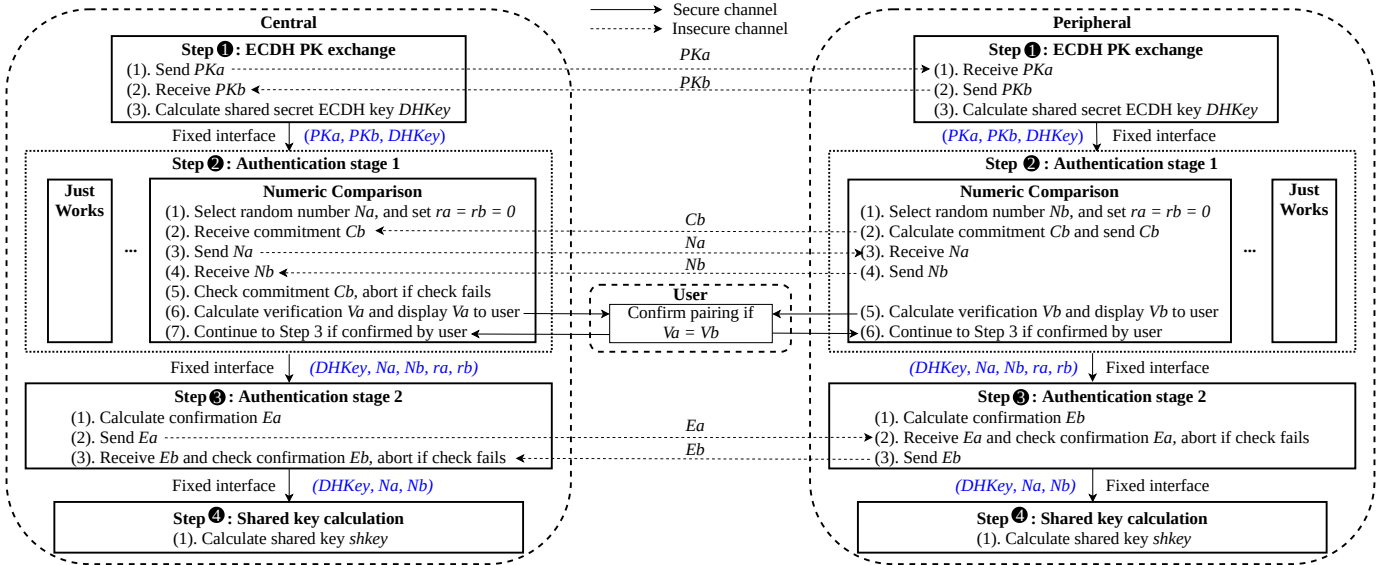 Secure channel
Insecure channel
Central
Step ❶: ECDH PK exchange
(1). Send PKa
(2). Receive PKb
(3). Calculate shared secret ECDH key DHKey
PKa
PKb
Peripheral
Step ❶: ECDH PK exchange
(1). Receive PKa
(2). Send PKb
(3). Calculate shared secret ECDH key DHKey
Fixed interface
(PKa, PKb, DHKey)
(PKa, PKb, DHKey)
Fixed interface
Step ❷: Authentication stage 1
Just
Works
...
Numeric Comparison
(1). Select random number Na, and set ra = rb = 0
(2). Receive commitment Cb
(3). Send Na
(4). Receive Nb
(5). Check commitment Cb, abort if check fails
(6). Calculate verification Va and display Va to user
(7). Continue to Step 3 if confirmed by user
Cb
Na
Nb
User
Confirm pairing if
Va = Vb
Step ❷: Authentication stage 1
Numeric Comparison
(1). Select random number Nb, and set ra = rb = 0
(2). Calculate commitment Cb and send Cb
(3). Receive Na
(4). Send Nb
(5). Calculate verification Vb and display Vb to user
(6). Continue to Step 3 if confirmed by user
...
Just
Works
Fixed interface
(DHKey, Na, Nb, ra, rb)
(DHKey, Na, Nb, ra, rb)
Fixed interface
Step ❸: Authentication stage 2
(1). Calculate confirmation Ea
(2). Send Ea
(3). Receive Eb and check confirmation Eb, abort if check fails
Ea
Eb
Step ❸: Authentication stage 2
(1). Calculate confirmation Eb
(2). Receive Ea and check confirmation Ea, abort if check fails
(3). Send Eb
Fixed interface
(DHKey, Na, Nb)
(DHKey, Na, Nb)
Fixed interface
Step ❹: Shared key calculation
(1). Calculate shared key shkey
Step ❹: Shared key calculation
(1). Calculate shared key shkey